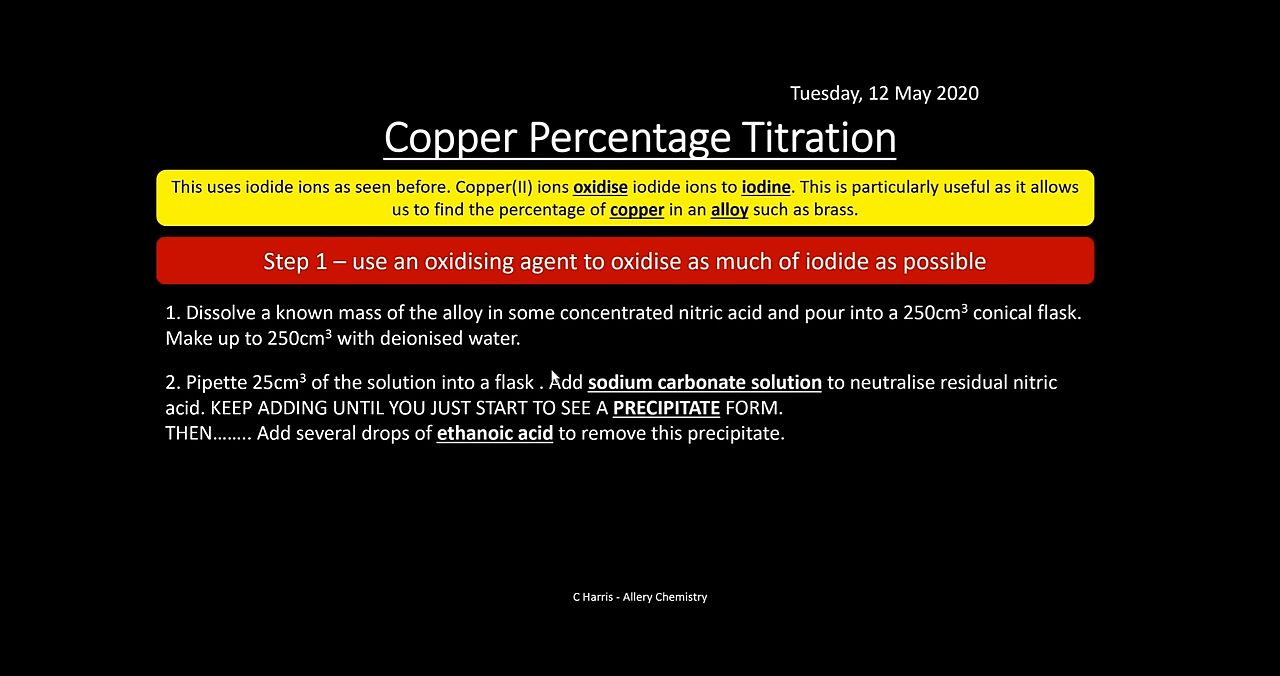 Tuesday, 12 May 2020
Copper Percentage Titration
This uses iodide ions as seen before. Copper(II) ions oxidise iodide ions to iodine. This is particularly useful as it allows
us to find the percentage of copper in an alloy such as brass.
Step 1 – use an oxidising agent to oxidise as much of iodide as possible
1. Dissolve a known mass of the alloy in some concentrated nitric acid and pour into a 250cm³ conical flask.
Make up to 250cm³ with deionised water.
2. Pipette 25cm³ of the solution into a flask . Add sodium carbonate solution to neutralise residual nitric
acid. KEEP ADDING UNTIL YOU JUST START TO SEE A PRECIPITATE FORM.
THEN…….. Add several drops of ethanoic acid to remove this precipitate.
C Harris - Allery Chemistry